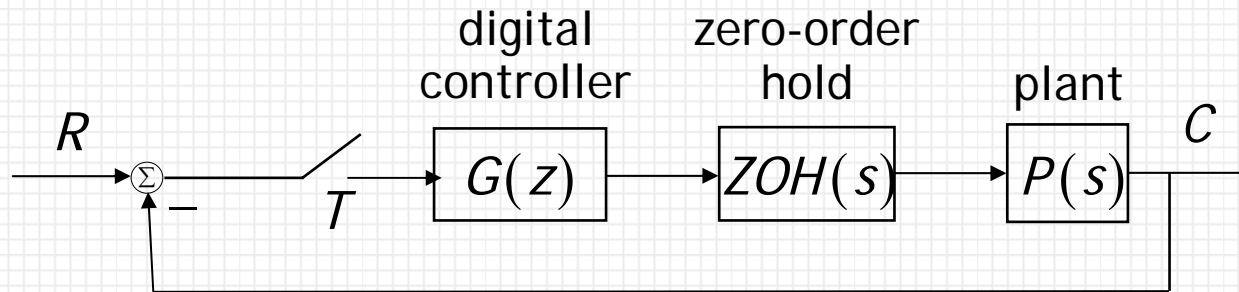 digital
controller
zero-order
hold
plant
R
Σ
−
T
G(z)
ZOH(s)
P(s)
C